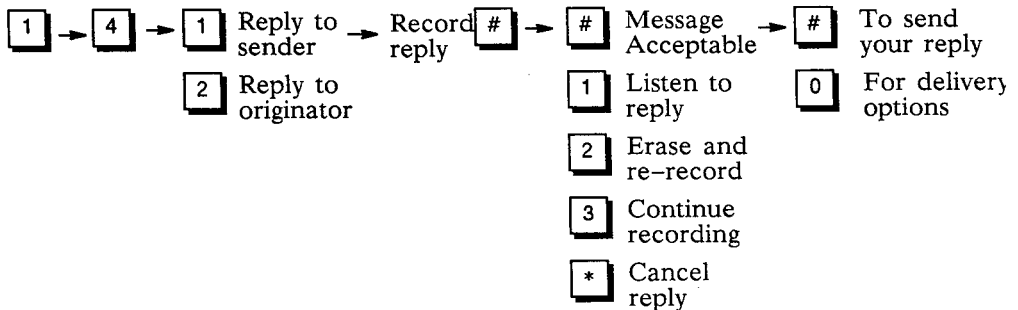 1 → 4 → 1 Reply to sender → Record reply # → # Message Acceptable → # To send your reply
2 Reply to originator
1 Listen to reply
0 For delivery options
2 Erase and re-record
3 Continue recording
* Cancel reply